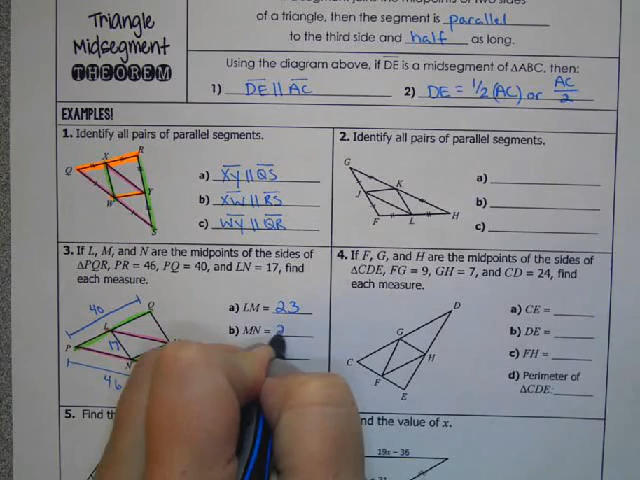 Triangle
Midsegment
THEOREM
of a triangle, then the segment is parallel
to the third side and half as long.
Using the diagram above, if DE is a midsegment of ΔABC, then:
1) DE || AC
2) DE = 1/2 (AC) or AC/2
EXAMPLES!
1. Identify all pairs of parallel segments.
Q X R W Y S
a) XY || QS
b) XW || RS
c) WY || QR
2. Identify all pairs of parallel segments.
G K J F L H
a)
b)
c)
3. If L, M, and N are the midpoints of the sides of
ΔPQR, PR = 46, PQ = 40, and LN = 17, find
each measure.
40 Q L 17 P N 46
a) LM = 23
b) MN = 2
4. If F, G, and H are the midpoints of the sides of
ΔCDE, FG = 9, GH = 7, and CD = 24, find
each measure.
D G H C F E
a) CE =
b) DE =
c) FH =
d) Perimeter of
ΔCDE:
5. Find th
nd the value of x.
19x − 36